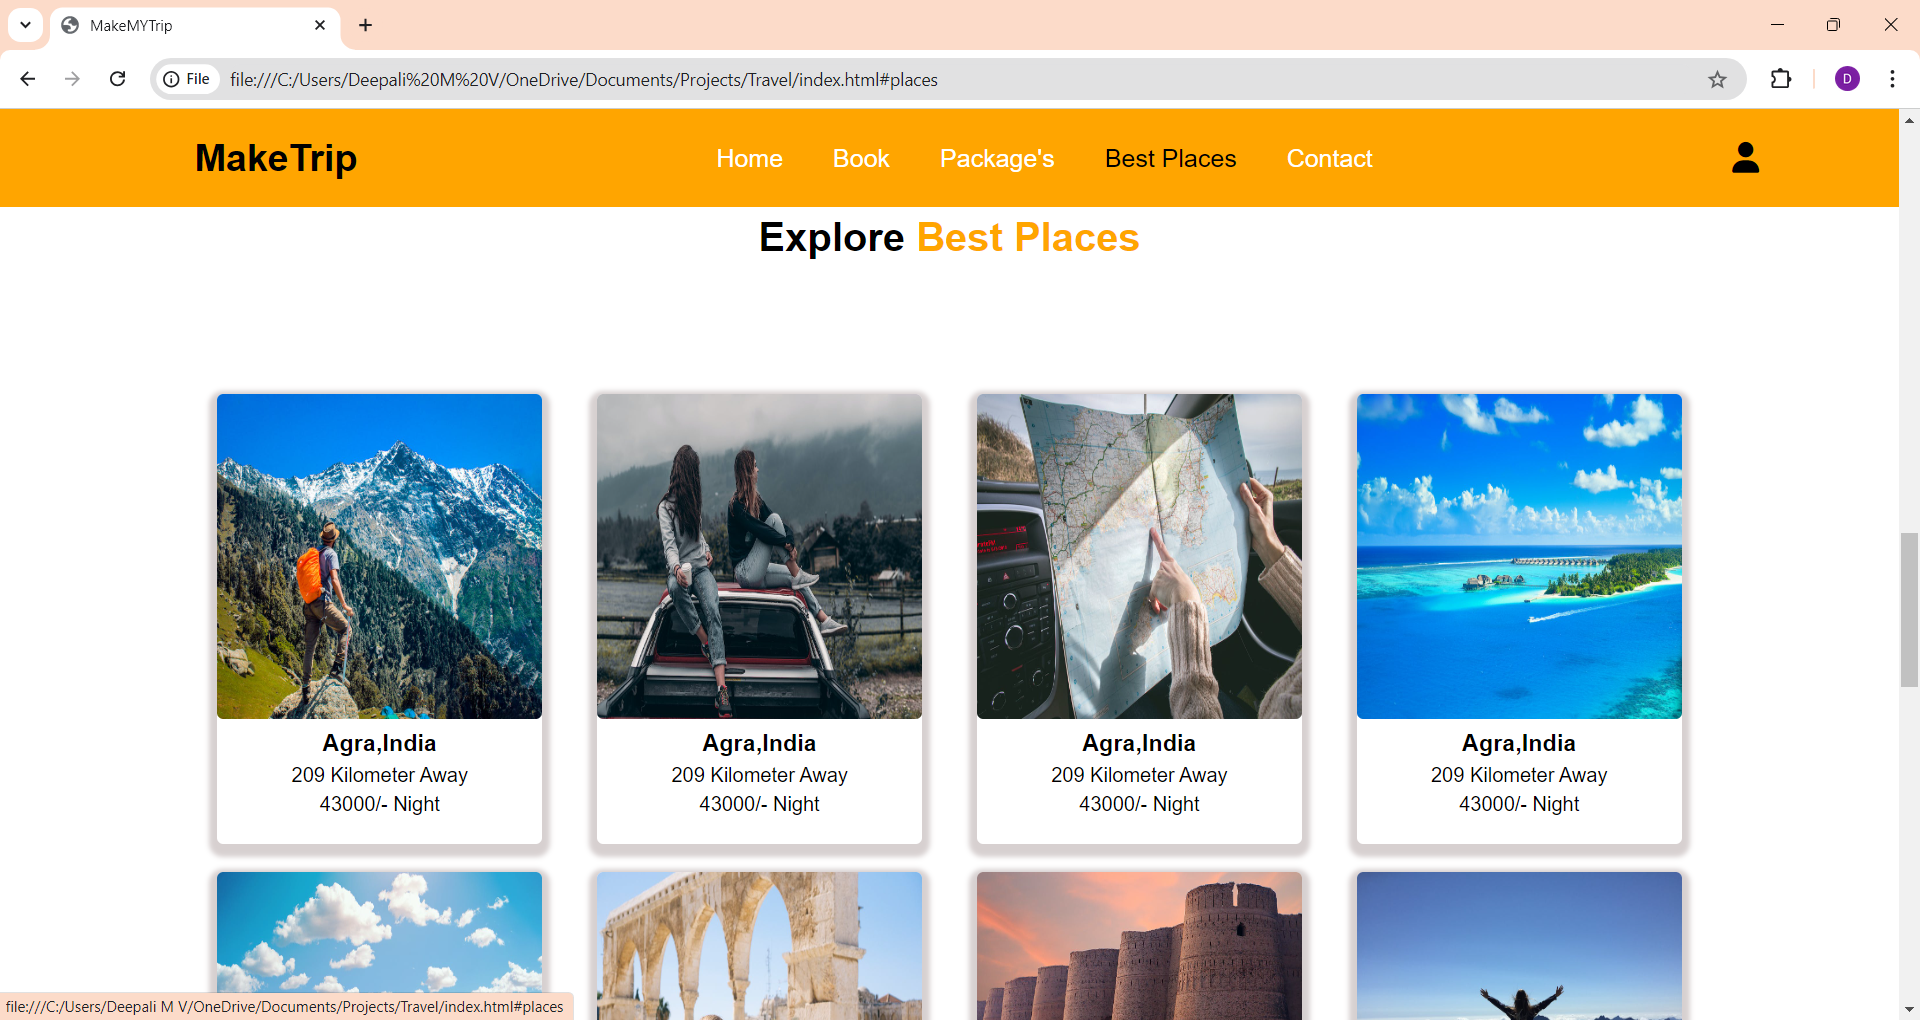 MakeMYTrip
File file:///C:/Users/Deepali%20M%20V/OneDrive/Documents/Projects/Travel/index.html#places
D
MakeTrip Home Book Package's Best Places Contact
Explore Best Places
Agra,India Agra,India Agra,India Agra,India
209 Kilometer Away 209 Kilometer Away 209 Kilometer Away 209 Kilometer Away
43000/- Night 43000/- Night 43000/- Night 43000/- Night
file:///C:/Users/Deepali M V/OneDrive/Documents/Projects/Travel/index.html#places